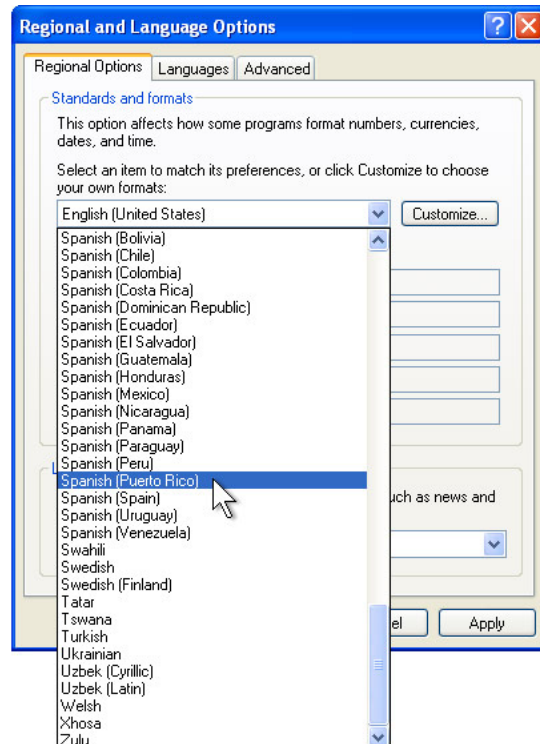 Regional and Language Options
Regional Options Languages Advanced
Standards and formats
This option affects how some programs format numbers, currencies,
dates, and time.
Select an item to match its preferences, or click Customize to choose
your own formats:
English (United States) Customize...
Spanish (Bolivia)
Spanish (Chile)
Spanish (Colombia)
Spanish (Costa Rica)
Spanish (Dominican Republic)
Spanish (Ecuador)
Spanish (El Salvador)
Spanish (Guatemala)
Spanish (Honduras)
Spanish (Mexico)
Spanish (Nicaragua)
Spanish (Panama)
Spanish (Paraguay)
Spanish (Peru)
Spanish (Puerto Rico)
Spanish (Spain) uch as news and
Spanish (Uruguay)
Spanish (Venezuela)
Swahili
Swedish
Swedish (Finland)
Tatar
Tswana el Apply
Turkish
Ukrainian
Uzbek (Cyrillic)
Uzbek (Latin)
Welsh
Xhosa
Zulu